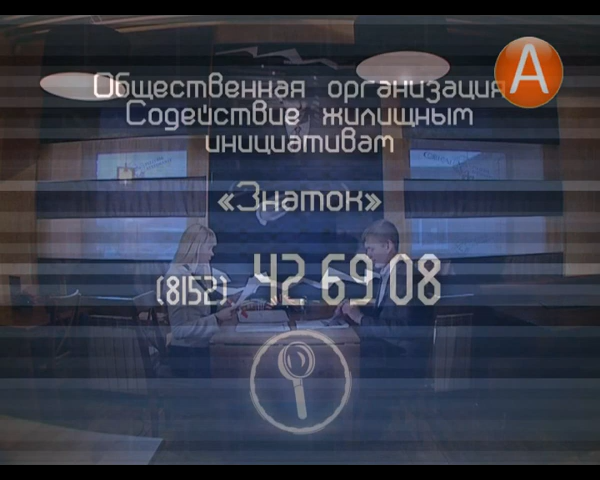 А
Общественная организация
Содействие жилищным
инициативам
«Знаток»
(8152) 42 69 08